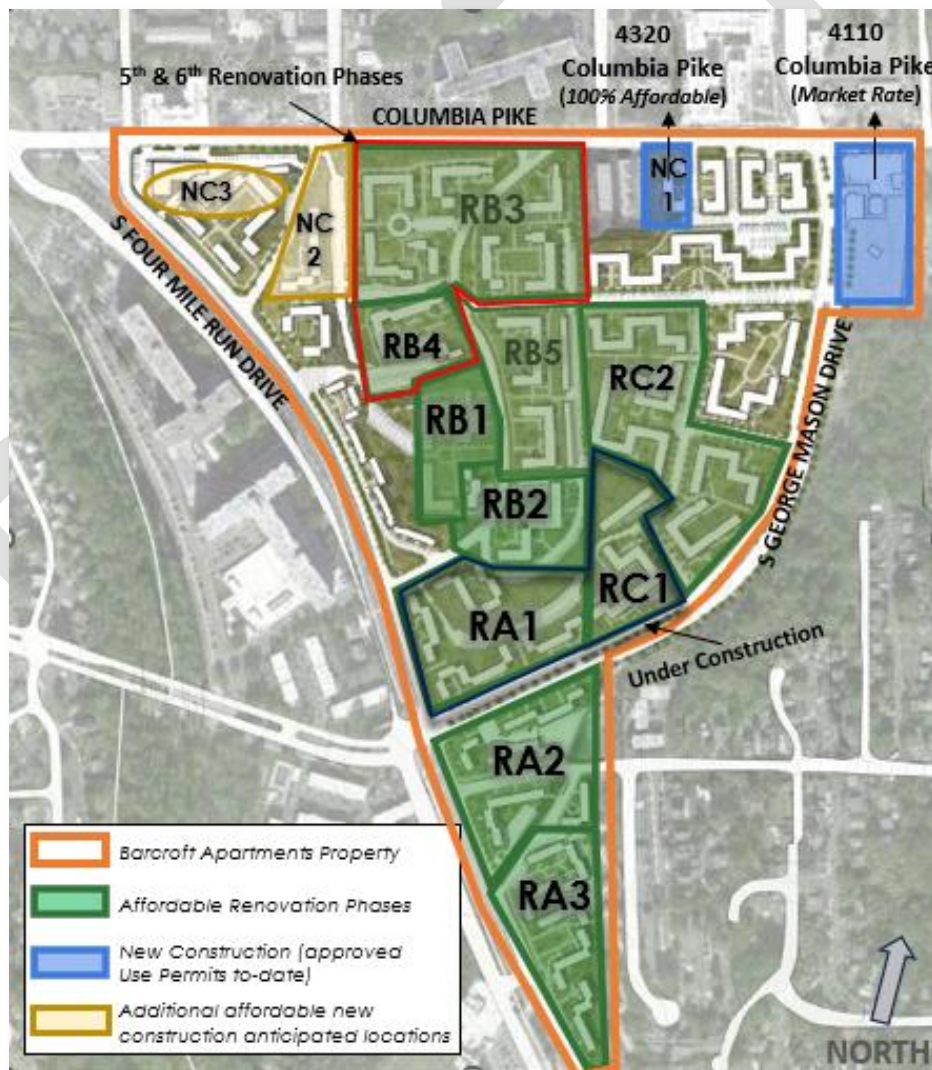 4320
Columbia Pike
(100% Affordable)
4110
Columbia Pike
(Market Rate)
5th & 6th Renovation Phases
COLUMBIA PIKE
NC3
NC
2
RB3
NC
1
S FOUR MILE RUN DRIVE
RB4
RB5
RC2
RB1
S GEORGE MASON DRIVE
RB2
RC1
RA1
Under Construction
RA2
RA3
Barcroft Apartments Property
Affordable Renovation Phases
New Construction (approved
Use Permits to-date)
Additional affordable new
construction anticipated locations
NORTH